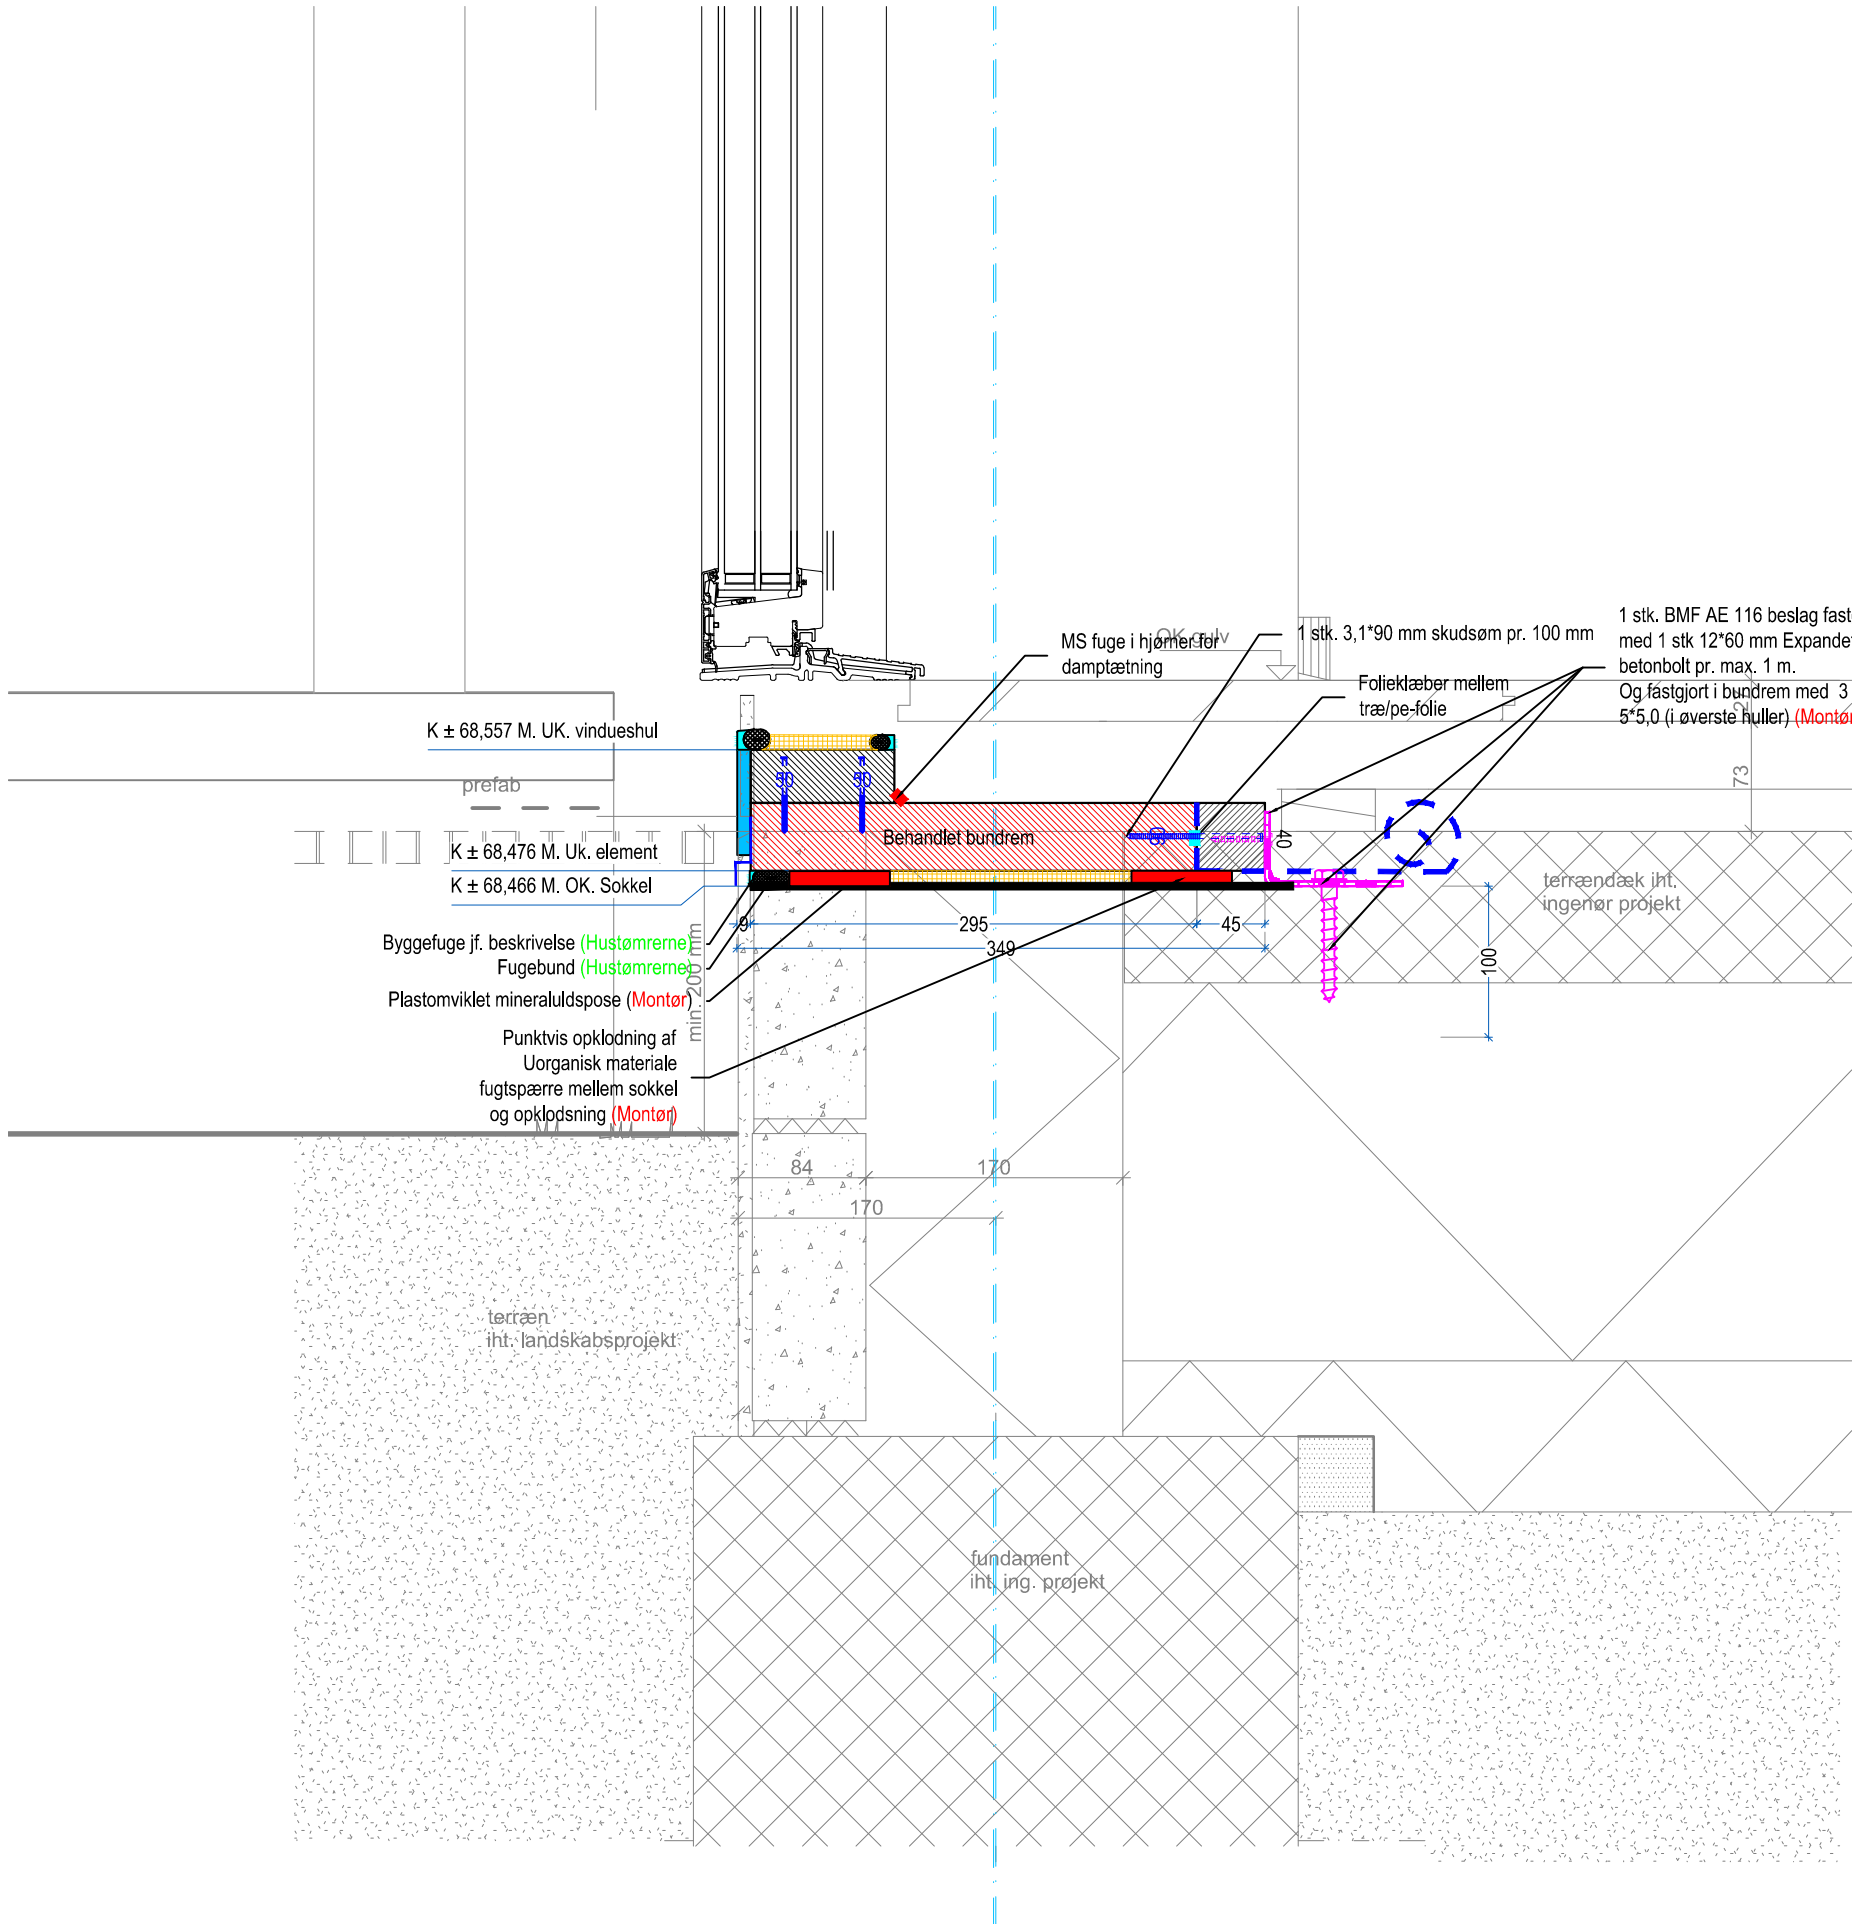 OK gulv
MS fuge i hjørner for
damptætning
1 stk. 3,1*90 mm skudsøm pr. 100 mm
1 stk. BMF AE 116 beslag
med 1 stk 12*60 mm
betonbolt pr. max. 1 m.
Og fastgjort i bundrem med 3
5*5,0 (i øverste huller) (Montør
Folieklæber mellem
træ/pe-folie
K ± 68,557 M. UK. vindueshul
prefab
50
50
73
Behandlet bundrem
90
40
K ± 68,476 M. Uk. element
K ± 68,466 M. OK. Sokkel
terrændæk iht.
ingenør projekt
9
295
45
349
100
Byggefuge jf. beskrivelse (Hustømrerne)
Fugebund (Hustømrerne)
Plastomviklet mineraluldspose (Montør)
min. 200 mm
Punktvis opklodning af
Uorganisk materiale
fugtspærre mellem sokkel
og opklodsning (Montør)
84
170
170
terræn
iht. landskabsprojekt
fundament
iht. ing. projekt